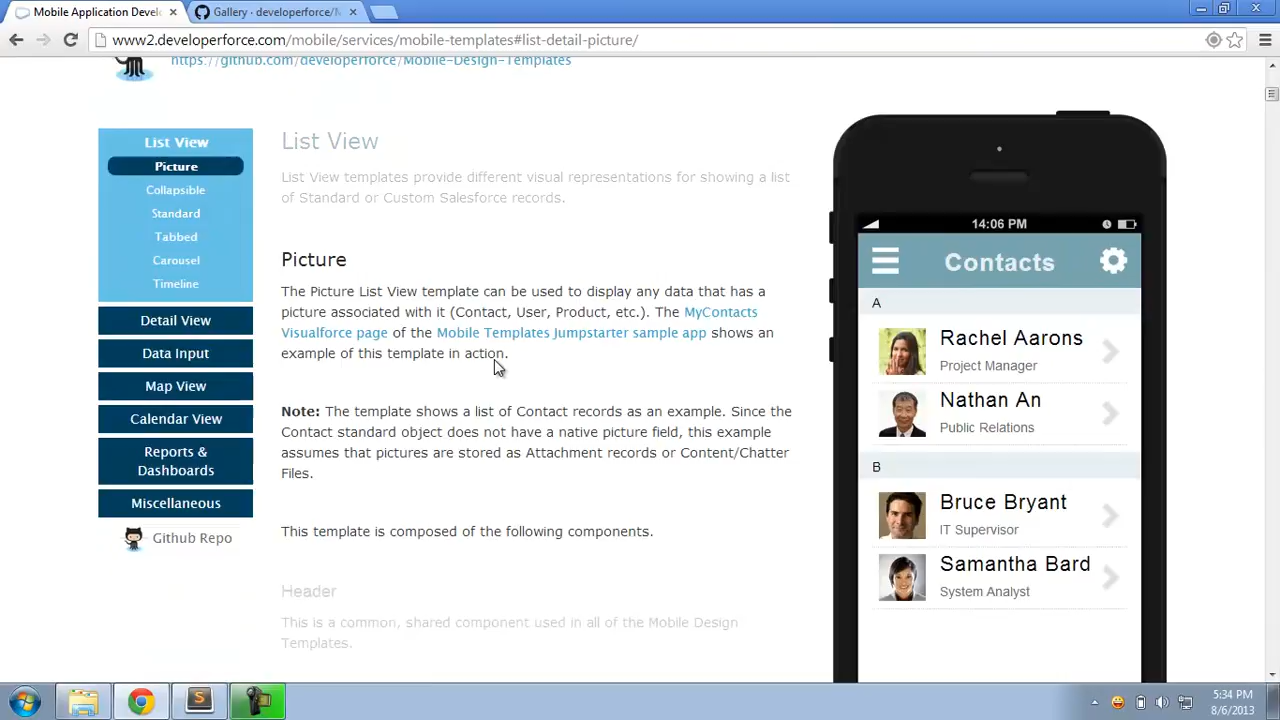 Mobile Application Devel
Gallery · developerforce/M
www2.developerforce.com/mobile/services/mobile-templates#list-detail-picture/
https://github.com/developerforce/Mobile-Design-Templates
List View
Picture
Collapsible
Standard
Tabbed
Carousel
Timeline
Detail View
Data Input
Map View
Calendar View
Reports &
Dashboards
Miscellaneous
Github Repo
List View
List View templates provide different visual representations for showing a list
of Standard or Custom Salesforce records.
Picture
The Picture List View template can be used to display any data that has a
picture associated with it (Contact, User, Product, etc.). The MyContacts
Visualforce page of the Mobile Templates Jumpstarter sample app shows an
example of this template in action.
Note: The template shows a list of Contact records as an example. Since the
Contact standard object does not have a native picture field, this example
assumes that pictures are stored as Attachment records or Content/Chatter
Files.
This template is composed of the following components.
Header
This is a common, shared component used in all of the Mobile Design
Templates.
14:06 PM
Contacts
A
Rachel Aarons
Project Manager
Nathan An
Public Relations
B
Bruce Bryant
IT Supervisor
Samantha Bard
System Analyst
5:34 PM
8/6/2013